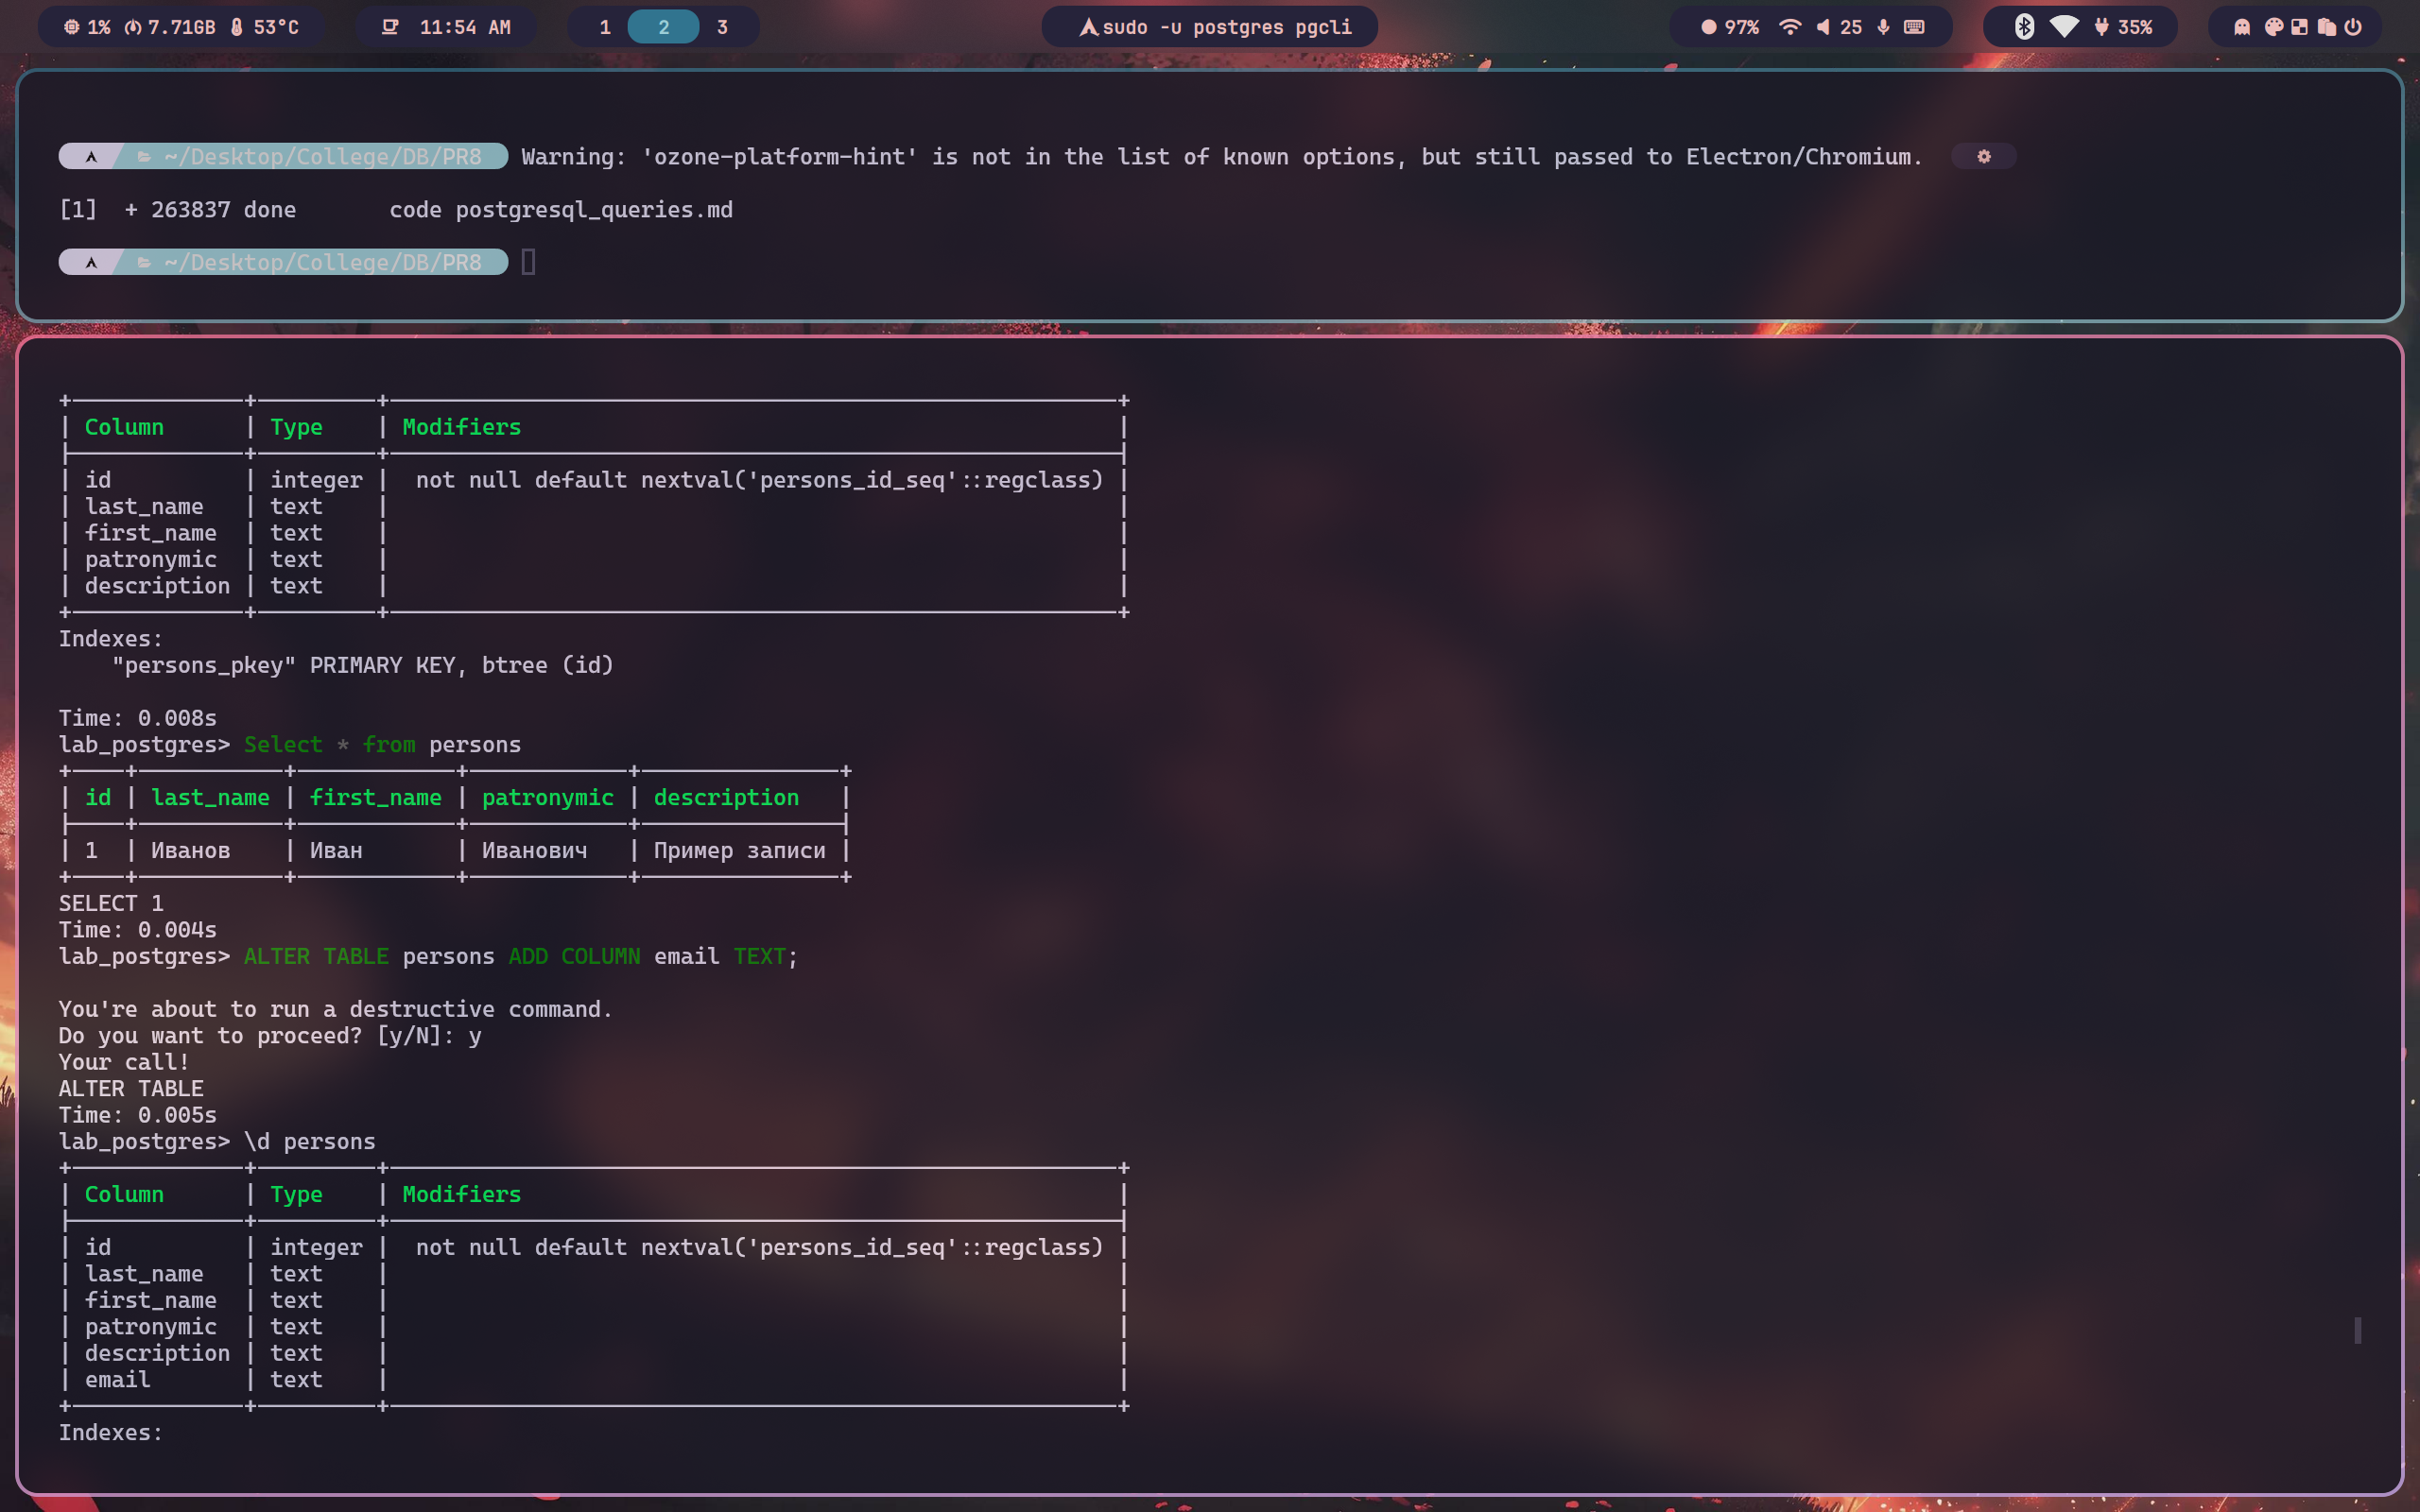 1% 7.71GB 53°C 11:54 AM 1 2 3 sudo -u postgres pgcli 97% 25 35%
~/Desktop/College/DB/PR8 Warning: 'ozone-platform-hint' is not in the list of known options, but still passed to Electron/Chromium.
[1] + 263837 done code postgresql_queries.md
~/Desktop/College/DB/PR8
| Column | Type | Modifiers |
| id | integer | not null default nextval('persons_id_seq'::regclass) |
| last_name | text | |
| first_name | text | |
| patronymic | text | |
| description | text | |
Indexes:
"persons_pkey" PRIMARY KEY, btree (id)
Time: 0.008s
lab_postgres> Select * from persons
| id | last_name | first_name | patronymic | description |
| 1 | Иванов | Иван | Иванович | Пример записи |
SELECT 1
Time: 0.004s
lab_postgres> ALTER TABLE persons ADD COLUMN email TEXT;
You're about to run a destructive command.
Do you want to proceed? [y/N]: y
Your call!
ALTER TABLE
Time: 0.005s
lab_postgres> \d persons
| Column | Type | Modifiers |
| id | integer | not null default nextval('persons_id_seq'::regclass) |
| last_name | text | |
| first_name | text | |
| patronymic | text | |
| description | text | |
| email | text | |
Indexes: